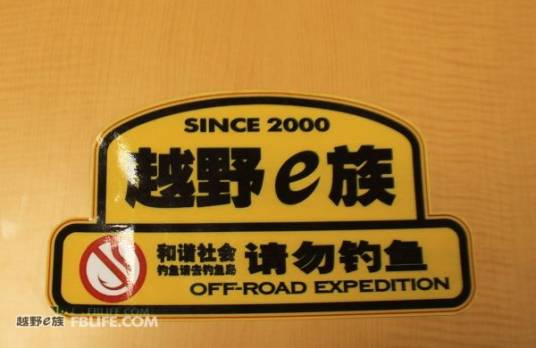 SINCE 2000
越野e族
和谐社会
钓鱼请去钓鱼岛
请勿钓鱼
OFF-ROAD EXPEDITION
越野e族 FBLIFE.COM